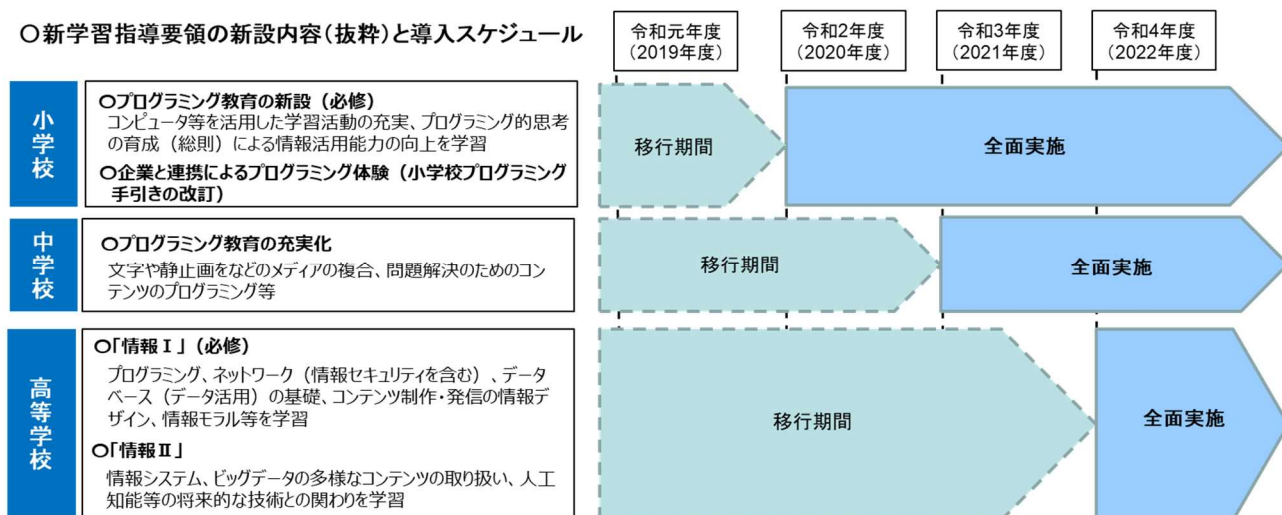 〇新学習指導要領の新設内容(抜粋)と導入スケジュール
令和元年度
(2019年度)
令和2年度
(2020年度)
令和3年度
(2021年度)
令和4年度
(2022年度)
小学校
〇プログラミング教育の新設(必修)
コンピュータ等を活用した学習活動の充実、プログラミング的思考
の育成(総則)による情報活用能力の向上を学習
〇企業と連携によるプログラミング体験(小学校プログラミング
手引きの改訂)
移行期間
全面実施
中学校
〇プログラミング教育の充実化
文字や静止画をなどのメディアの複合、問題解決のためのコン
テンツのプログラミング等
移行期間
全面実施
高等学校
〇「情報Ⅰ」(必修)
プログラミング、ネットワーク(情報セキュリティを含む)、データ
ベース(データ活用)の基礎、コンテンツ制作・発信の情報デ
ザイン、情報モラル等を学習
〇「情報Ⅱ」
情報システム、ビッグデータの多様なコンテンツの取り扱い、人工
知能等の将来的な技術との関わりを学習
移行期間
全面実施